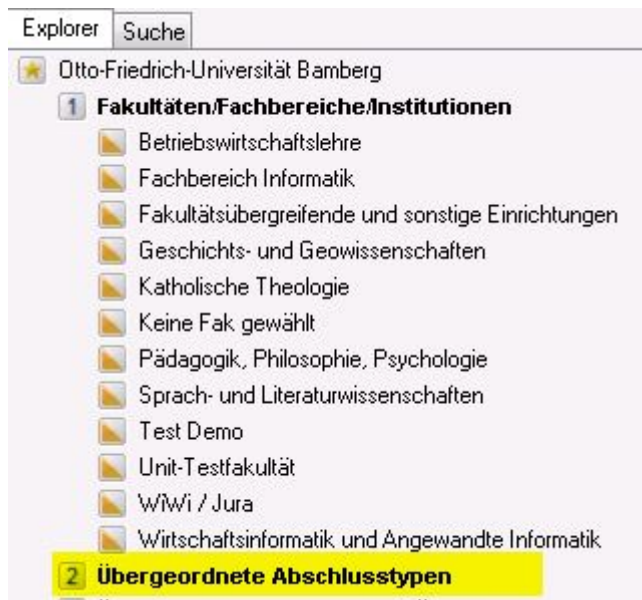 Explorer Suche
Otto-Friedrich-Universität Bamberg
1 Fakultäten/Fachbereiche/Institutionen
Betriebswirtschaftslehre
Fachbereich Informatik
Fakultätsübergreifende und sonstige Einrichtungen
Geschichts- und Geowissenschaften
Katholische Theologie
Keine Fak gewählt
Pädagogik, Philosophie, Psychologie
Sprach- und Literaturwissenschaften
Test Demo
Unit-Testfakultät
WiWi / Jura
Wirtschaftsinformatik und Angewandte Informatik
2 Übergeordnete Abschlusstypen